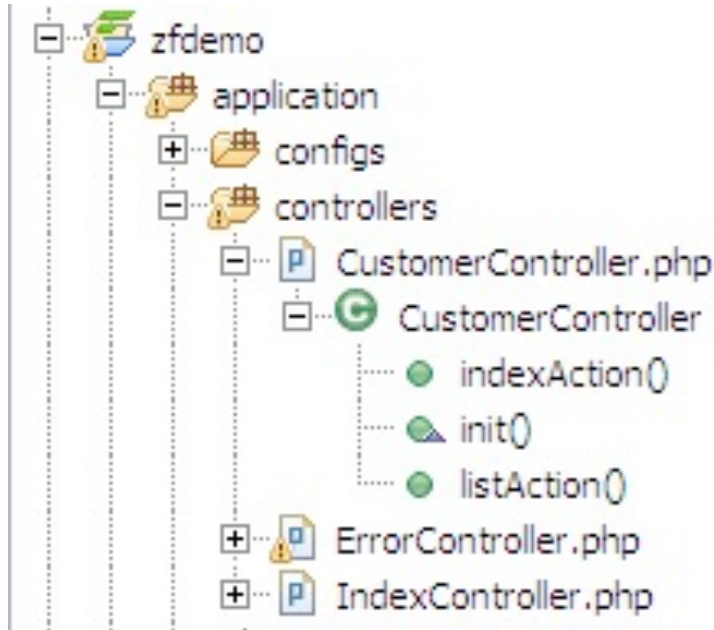 zfdemo
application
configs
controllers
CustomerController.php
CustomerController
indexAction()
init()
listAction()
ErrorController.php
IndexController.php